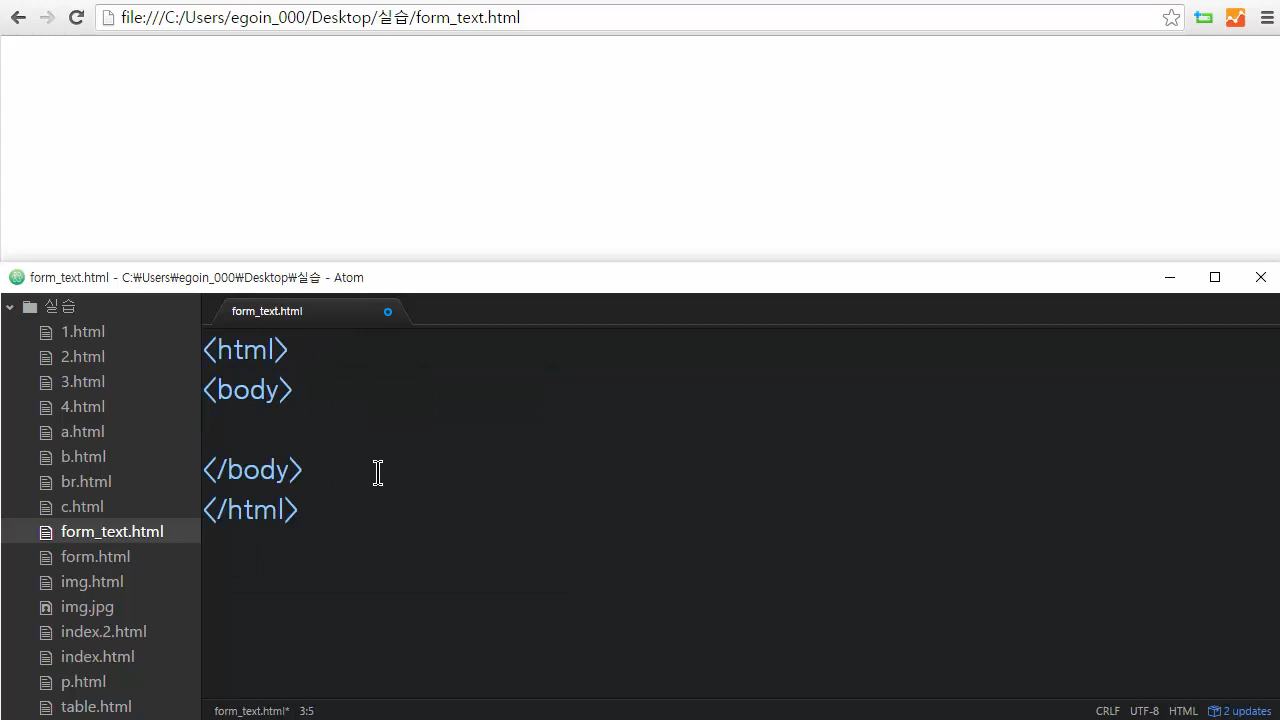 file:///C:/Users/egoin_000/Desktop/실습/form_text.html
form_text.html - C:₩Users₩egoin_000₩Desktop₩실습 - Atom
실습
1.html
2.html
3.html
4.html
a.html
b.html
br.html
c.html
form_text.html
form.html
img.html
img.jpg
index.2.html
index.html
p.html
table.html
form_text.html
<html>
<body>
</body>
</html>
form_text.html* 3:5
CRLF UTF-8 HTML 2 updates